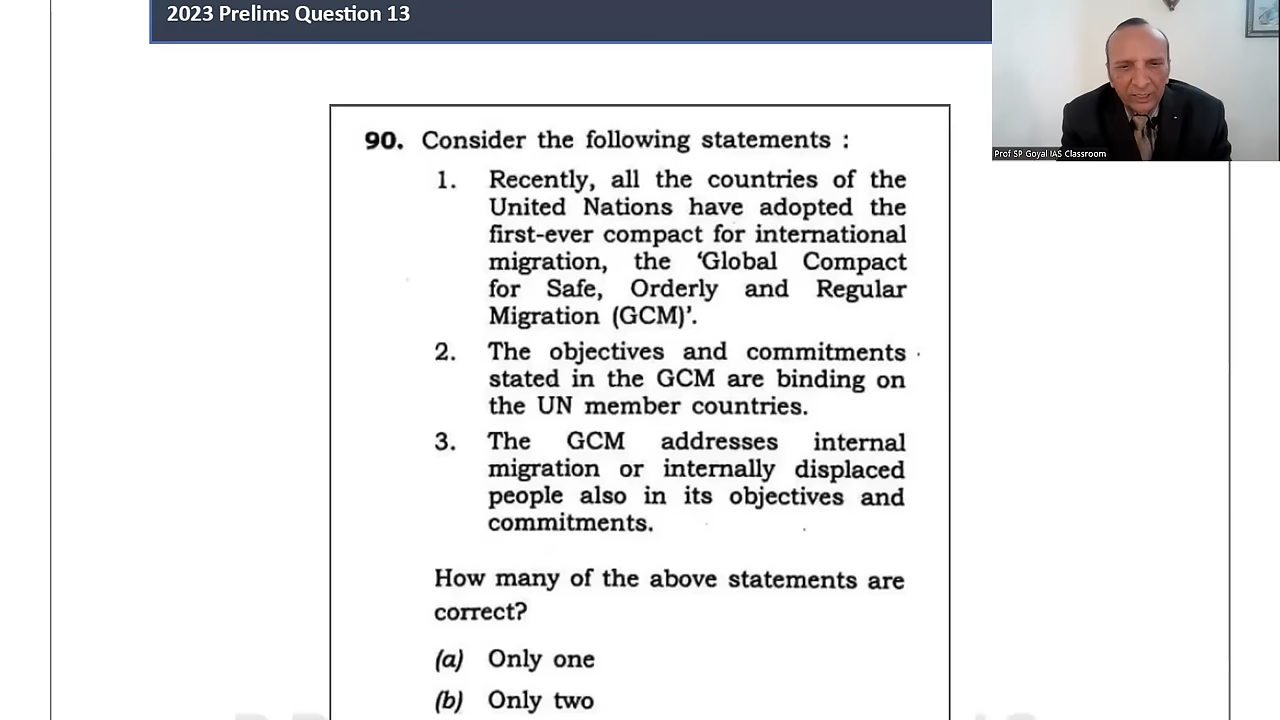 2023 Prelims Question 13
Prof SP Goyal IAS Classroom
90. Consider the following statements :
1. Recently, all the countries of the
United Nations have adopted the
first-ever compact for international
migration, the ‘Global Compact
for Safe, Orderly and Regular
Migration (GCM)’.
2. The objectives and commitments
stated in the GCM are binding on
the UN member countries.
3. The GCM addresses internal
migration or internally displaced
people also in its objectives and
commitments.
How many of the above statements are
correct?
(a) Only one
(b) Only two